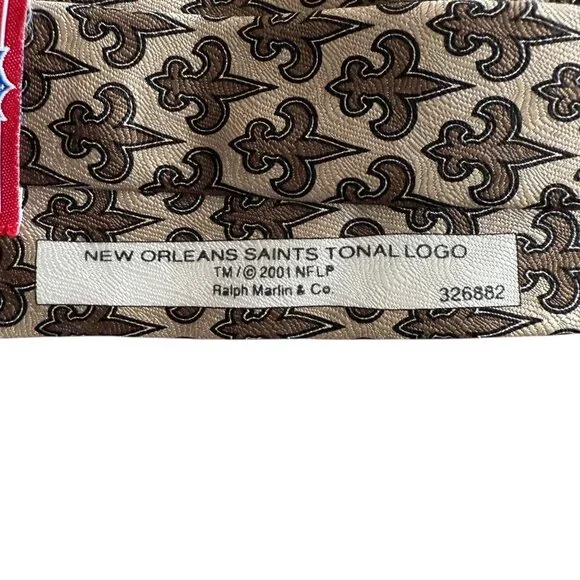 NEW ORLEANS SAINTS TONAL LOGO
TM/© 2001 NFLP
Ralph Marlin & Co.
326882